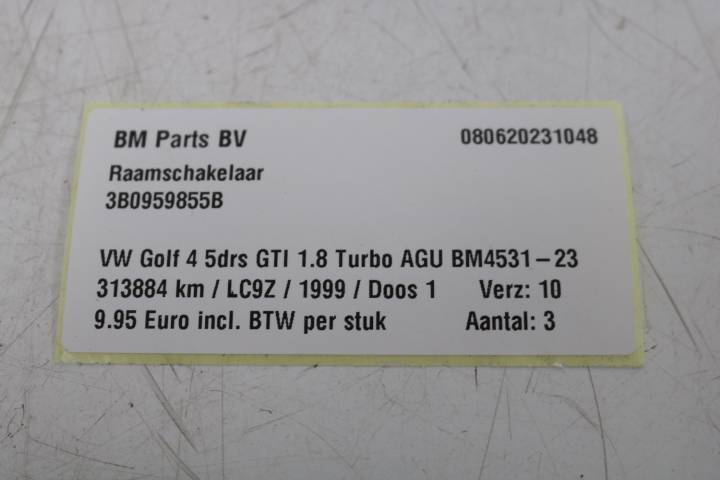 BM Parts BV 080620231048
Raamschakelaar
3B0959855B
VW Golf 4 5drs GTI 1.8 Turbo AGU BM4531-23
313884 km / LC9Z / 1999 / Doos 1 Verz: 10
9.95 Euro incl. BTW per stuk Aantal: 3